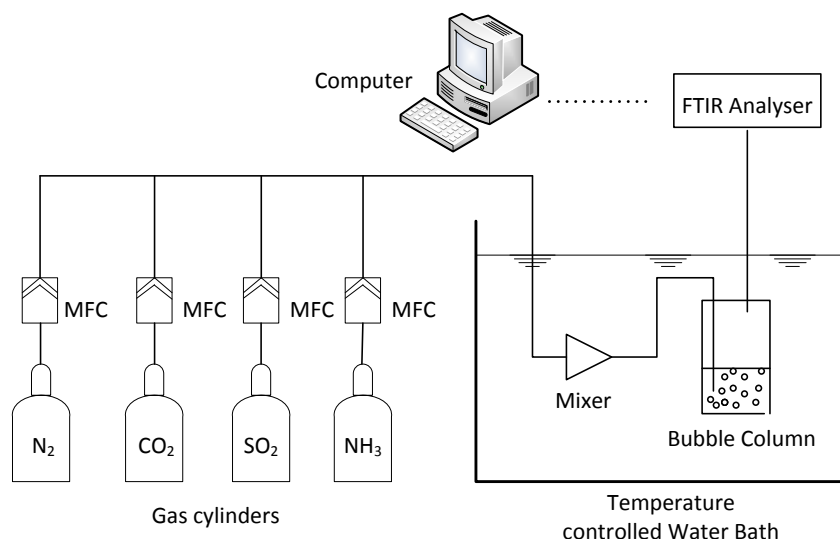 Computer
FTIR Analyser
MFC
MFC
MFC
MFC
N₂
CO₂
SO₂
NH₃
Mixer
Bubble Column
Gas cylinders
Temperature
controlled Water Bath